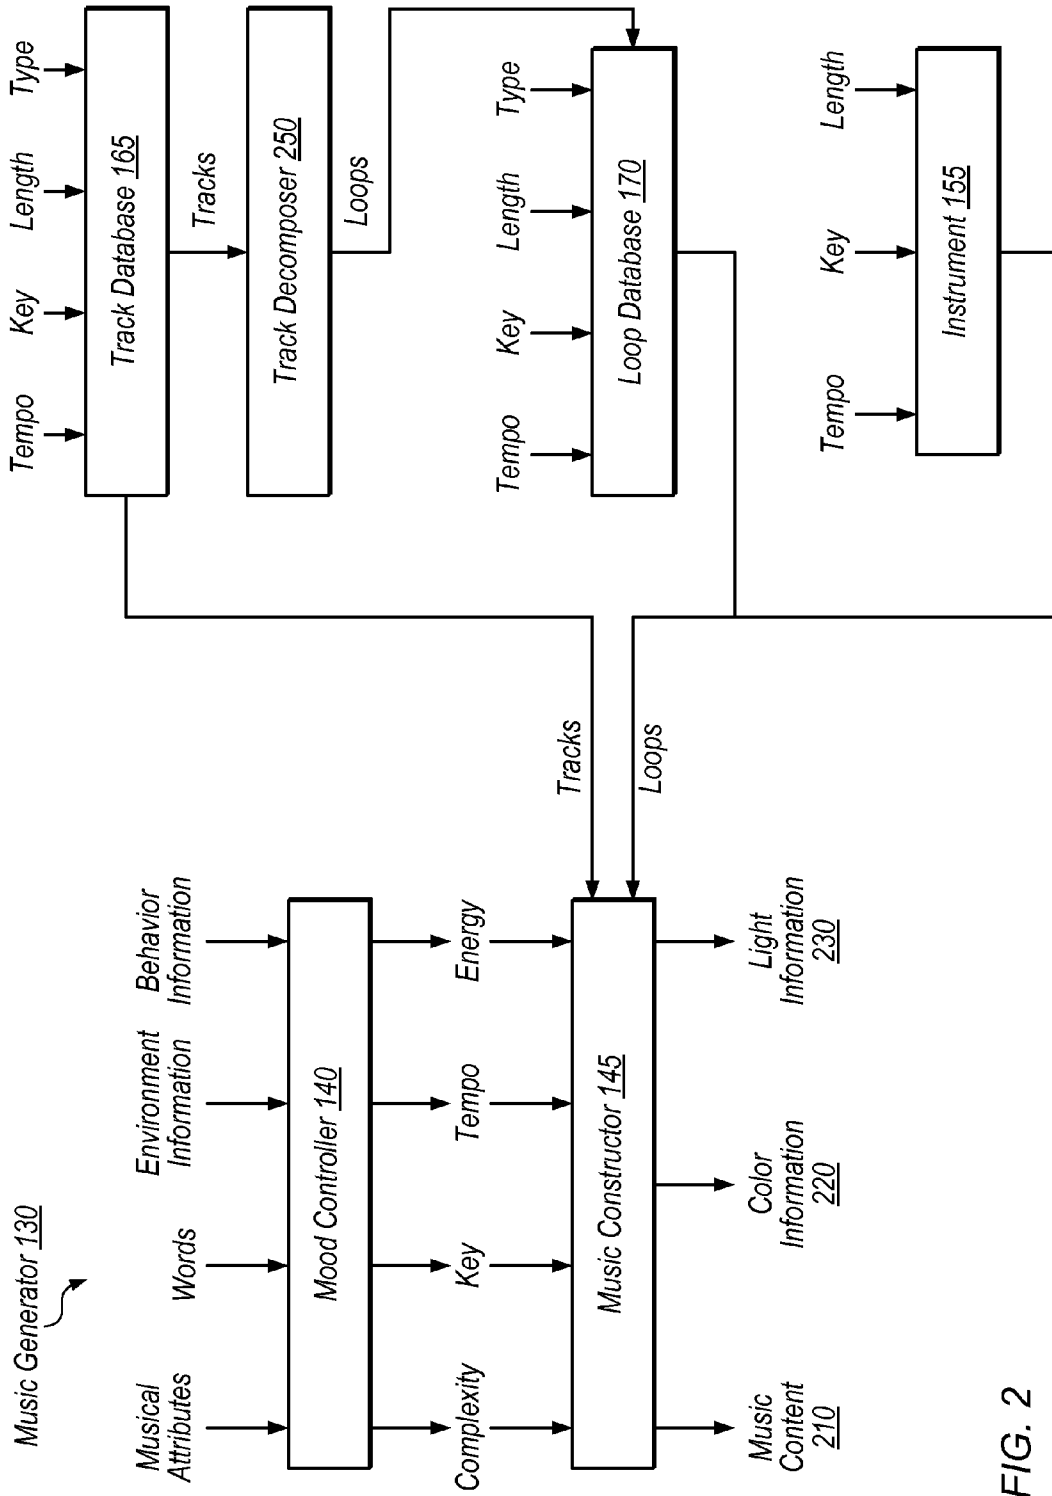 Music Generator 130
Musical
Attributes
Words
Environment
Information
Behavior
Information
Mood Controller 140
Complexity
Key
Tempo
Energy
Music Constructor 145
Music
Content
210
Color
Information
220
Light
Information
230
Tracks
Loops
Tempo
Key
Length
Type
Track Database 165
Tracks
Track Decomposer 250
Loops
Tempo
Key
Length
Type
Loop Database 170
Tempo
Key
Length
Instrument 155
FIG. 2